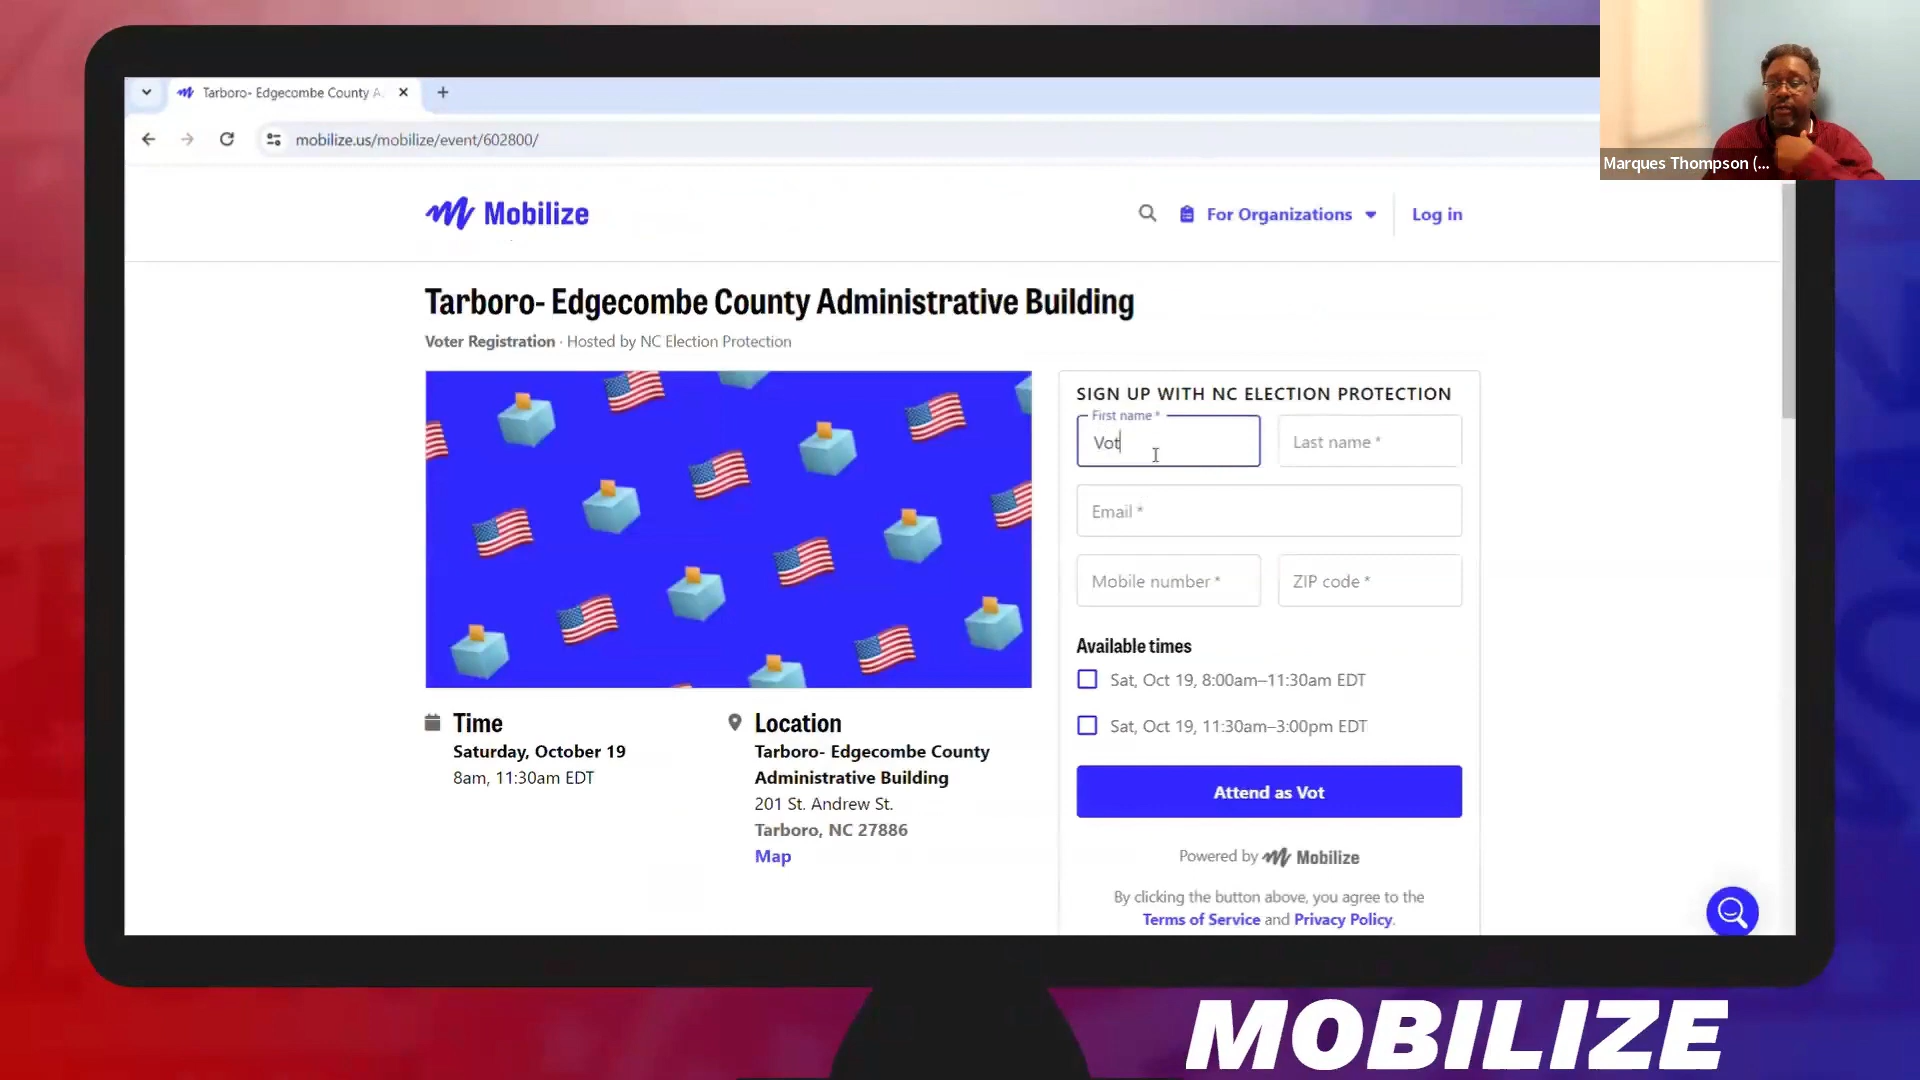 Tarboro- Edgecombe County A
mobilize.us/mobilize/event/602800/
Marques Thompson (...
Mobilize
For Organizations
Log in
Tarboro- Edgecombe County Administrative Building
Voter Registration · Hosted by NC Election Protection
SIGN UP WITH NC ELECTION PROTECTION
First name *
Vot
Last name *
Email *
Mobile number *
ZIP code *
Available times
Sat, Oct 19, 8:00am–11:30am EDT
Sat, Oct 19, 11:30am–3:00pm EDT
Attend as Vot
Powered by Mobilize
By clicking the button above, you agree to the
Terms of Service and Privacy Policy.
Time
Saturday, October 19
8am, 11:30am EDT
Location
Tarboro- Edgecombe County
Administrative Building
201 St. Andrew St.
Tarboro, NC 27886
Map
MOBILIZE